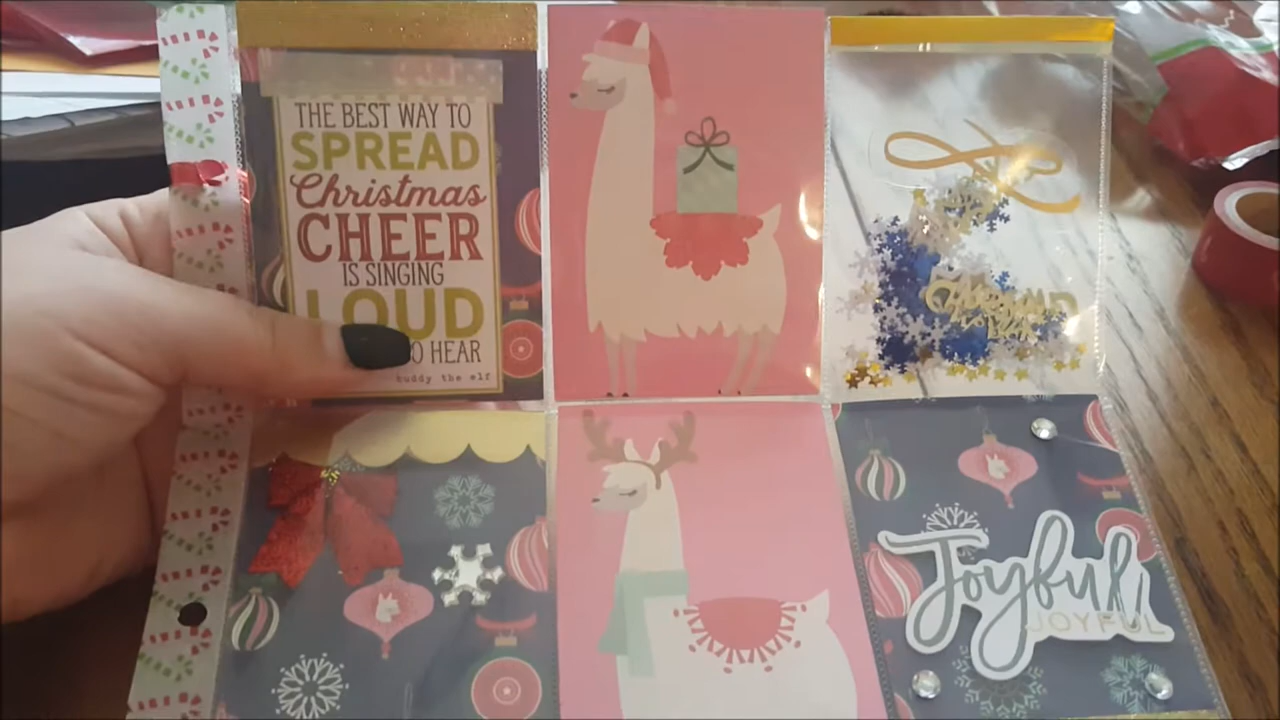 THE BEST WAY TO
SPREAD
Christmas
CHEER
IS SINGING
LOUD
O HEAR
buddy the elf
Joyful
JOYFUL